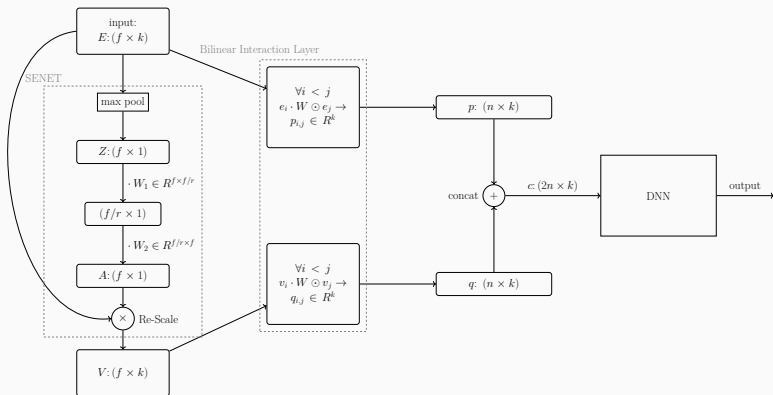 input:
E: (f × k)
Bilinear Interaction Layer
SENET
max pool
∀i < j
e_i · W ⊙ e_j →
p_{i,j} ∈ R^k
p: (n × k)
Z: (f × 1)
· W_1 ∈ R^{f×f/r}
(f/r × 1)
concat
+
c: (2n × k)
DNN
output
· W_2 ∈ R^{f/r×f}
A: (f × 1)
∀i < j
v_i · W ⊙ v_j →
q_{i,j} ∈ R^k
q: (n × k)
×
Re-Scale
V: (f × k)